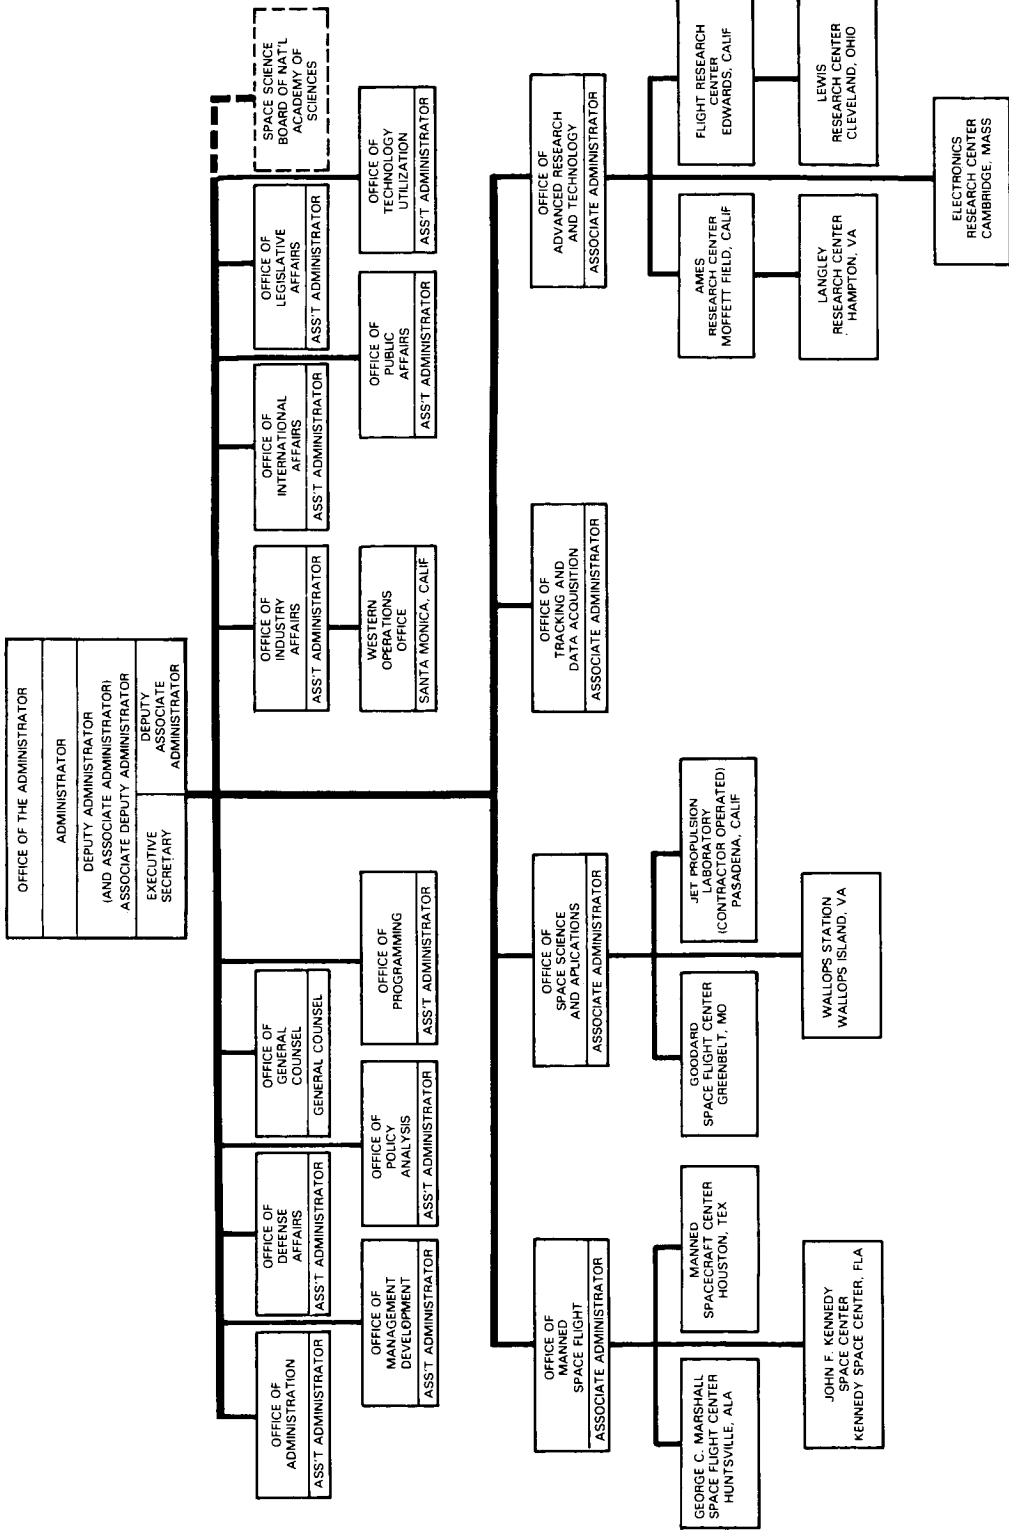 OFFICE OF THE ADMINISTRATOR
ADMINISTRATOR
DEPUTY ADMINISTRATOR
(AND ASSOCIATE ADMINISTRATOR)
ASSOCIATE DEPUTY ADMINISTRATOR
EXECUTIVE
SECRETARY
DEPUTY
ASSOCIATE
ADMINISTRATOR
OFFICE OF
ADMINISTRATION
ASS'T ADMINISTRATOR
OFFICE OF
DEFENSE
AFFAIRS
ASS'T ADMINISTRATOR
OFFICE OF
GENERAL
COUNSEL
GENERAL COUNSEL
OFFICE OF
INDUSTRY
AFFAIRS
ASS'T ADMINISTRATOR
OFFICE OF
INTERNATIONAL
AFFAIRS
ASS'T ADMINISTRATOR
OFFICE OF
LEGISLATIVE
AFFAIRS
ASS'T ADMINISTRATOR
SPACE SCIENCE
BOARD OF NAT'L
ACADEMY OF
SCIENCES
OFFICE OF
MANAGEMENT
DEVELOPMENT
ASS'T ADMINISTRATOR
OFFICE OF
POLICY
ANALYSIS
ASS'T ADMINISTRATOR
OFFICE OF
PROGRAMMING
ASS'T ADMINISTRATOR
WESTERN
OPERATIONS
OFFICE
SANTA MONICA, CALIF
OFFICE OF
PUBLIC
AFFAIRS
ASS'T ADMINISTRATOR
OFFICE OF
TECHNOLOGY
UTILIZATION
ASS'T ADMINISTRATOR
OFFICE OF
MANNED
SPACE FLIGHT
ASSOCIATE ADMINISTRATOR
OFFICE OF
SPACE SCIENCE
AND APLICATIONS
ASSOCIATE ADMINISTRATOR
OFFICE OF
TRACKING AND
DATA ACQUISITION
ASSOCIATE ADMINISTRATOR
OFFICE OF
ADVANCED RESEARCH
AND TECHNOLOGY
ASSOCIATE ADMINISTRATOR
GEORGE C. MARSHALL
SPACE FLIGHT CENTER
HUNTSVILLE, ALA
MANNED
SPACECRAFT CENTER
HOUSTON, TEX
GODDARD
SPACE FLIGHT CENTER
GREENBELT, MD
JET PROPULSION
LABORATORY
(CONTRACTOR OPERATED)
PASADENA, CALIF
AMES
RESEARCH CENTER
MOFFETT FIELD, CALIF
FLIGHT RESEARCH
CENTER
EDWARDS, CALIF
JOHN F. KENNEDY
SPACE CENTER
KENNEDY SPACE CENTER, FLA
WALLOPS STATION
WALLOPS ISLAND, VA
LANGLEY
RESEARCH CENTER
HAMPTON, VA
LEWIS
RESEARCH CENTER
CLEVELAND, OHIO
ELECTRONICS
RESEARCH CENTER
CAMBRIDGE, MASS